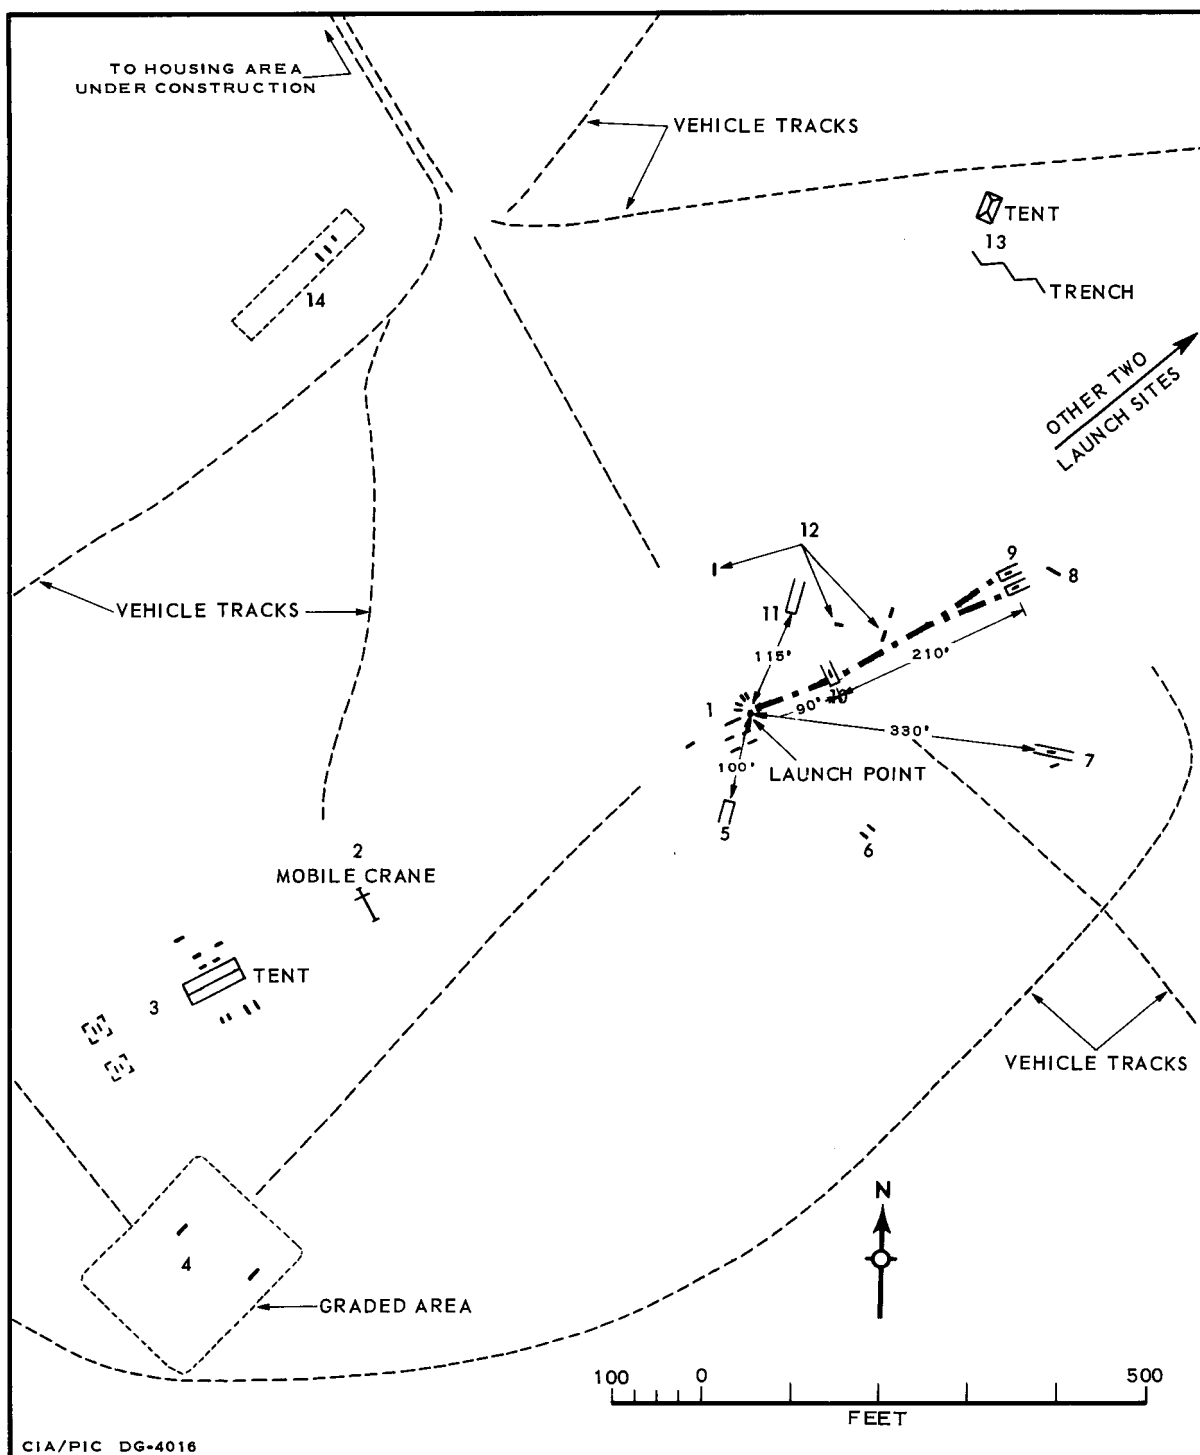 TO HOUSING AREA
UNDER CONSTRUCTION
VEHICLE TRACKS
TENT
13
TRENCH
14
OTHER TWO
LAUNCH SITES
12
9
8
11
VEHICLE TRACKS
115'
210'
10
90'
1
330'
7
100'
LAUNCH POINT
5
6
2
MOBILE CRANE
TENT
3
VEHICLE TRACKS
N
4
GRADED AREA
100 0 500
FEET
CIA/PIC DG-4016